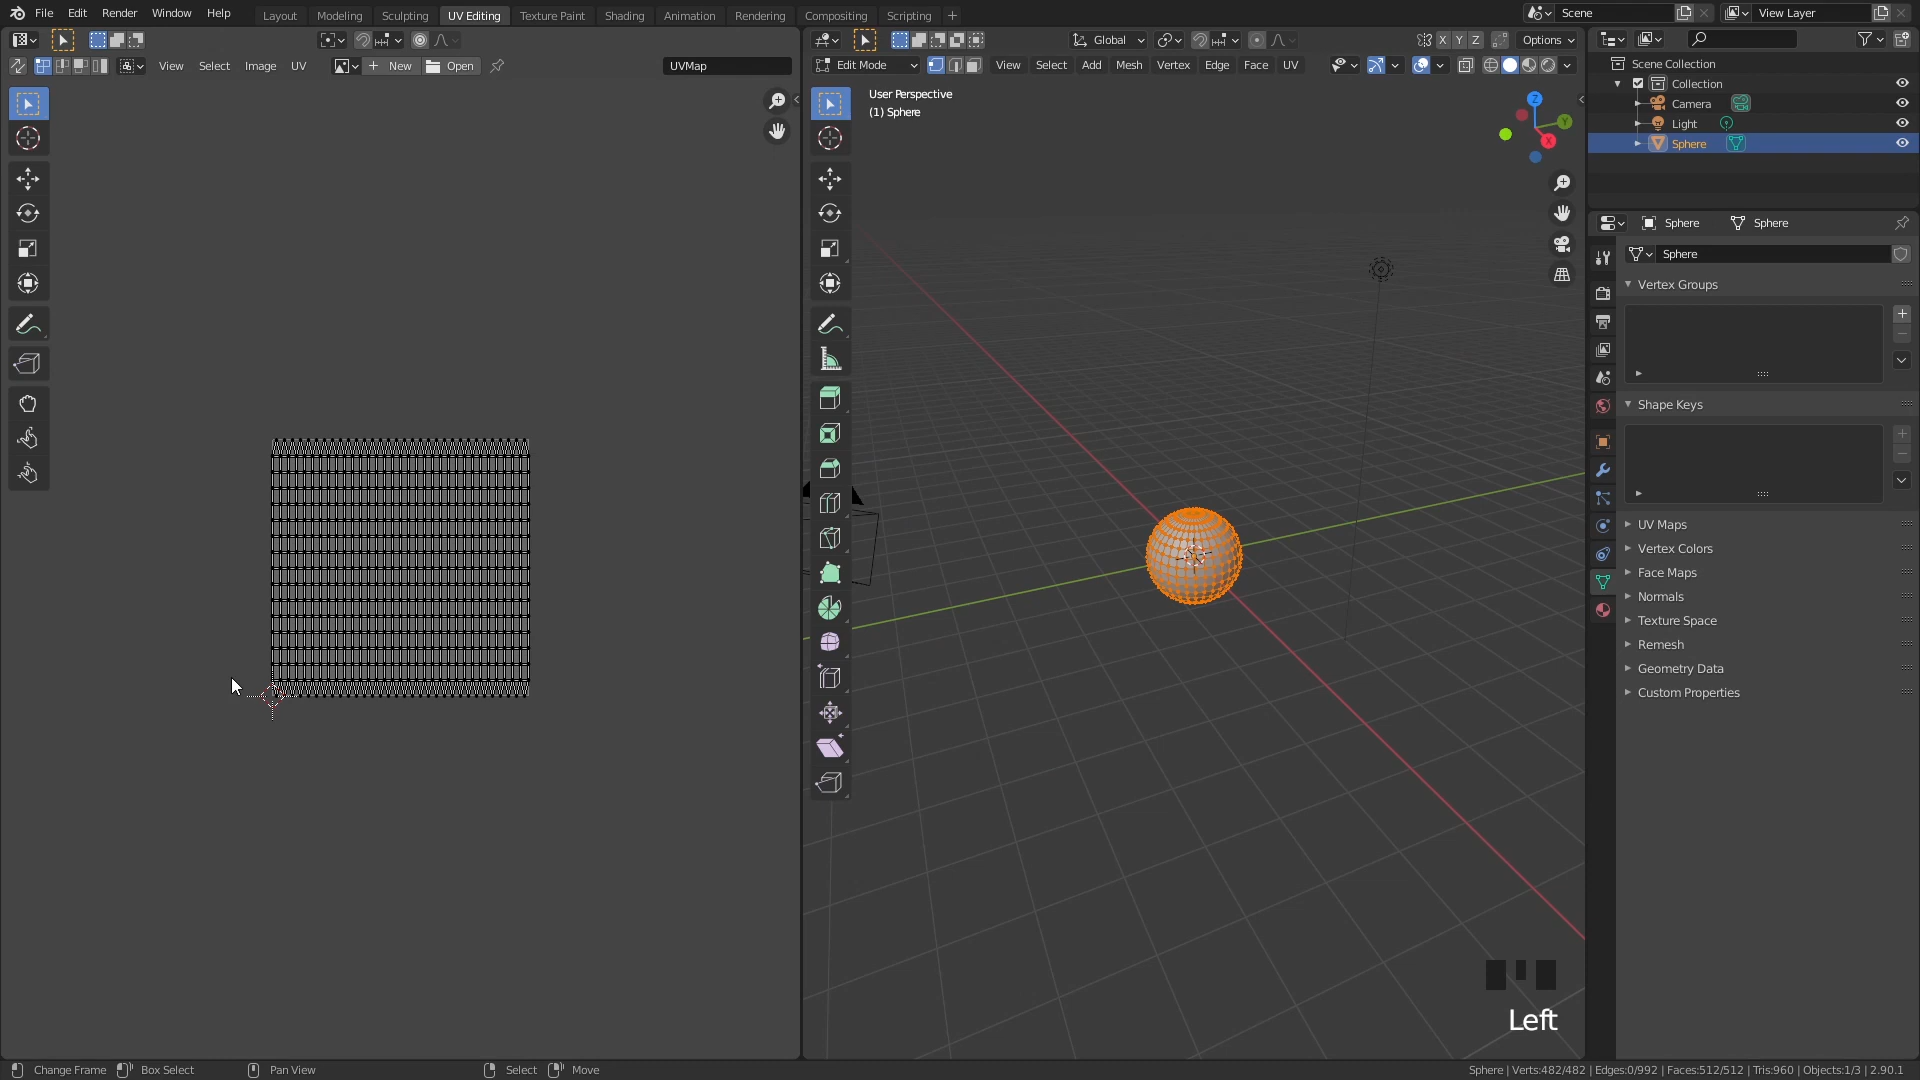 File Edit Render Window Help
Layout Modeling Sculpting UV Editing Texture Paint Shading Animation Rendering Compositing Scripting +
Scene
View Layer
Global
X Y Z
Options
View Select Image UV
New
Open
UVMap
Edit Mode
View Select Add Mesh Vertex Edge Face UV
User Perspective
(1) Sphere
Z
Y
X
Scene Collection
Collection
Camera
Light
Sphere
Sphere
Sphere
Sphere
Vertex Groups
Shape Keys
UV Maps
Vertex Colors
Face Maps
Normals
Texture Space
Remesh
Geometry Data
Custom Properties
Left
Change Frame Box Select Pan View Select Move
Sphere | Verts:482/482 | Edges:0/992 | Faces:512/512 | Tris:960 | Objects:1/3 | 2.90.1